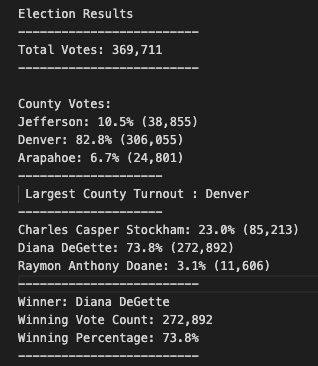 Election Results
-------------------------
Total Votes: 369,711
-------------------------
County Votes:
Jefferson: 10.5% (38,855)
Denver: 82.8% (306,055)
Arapahoe: 6.7% (24,801)
--------------------
Largest County Turnout : Denver
--------------------
Charles Casper Stockham: 23.0% (85,213)
Diana DeGette: 73.8% (272,892)
Raymon Anthony Doane: 3.1% (11,606)
-------------------------
Winner: Diana DeGette
Winning Vote Count: 272,892
Winning Percentage: 73.8%
-------------------------